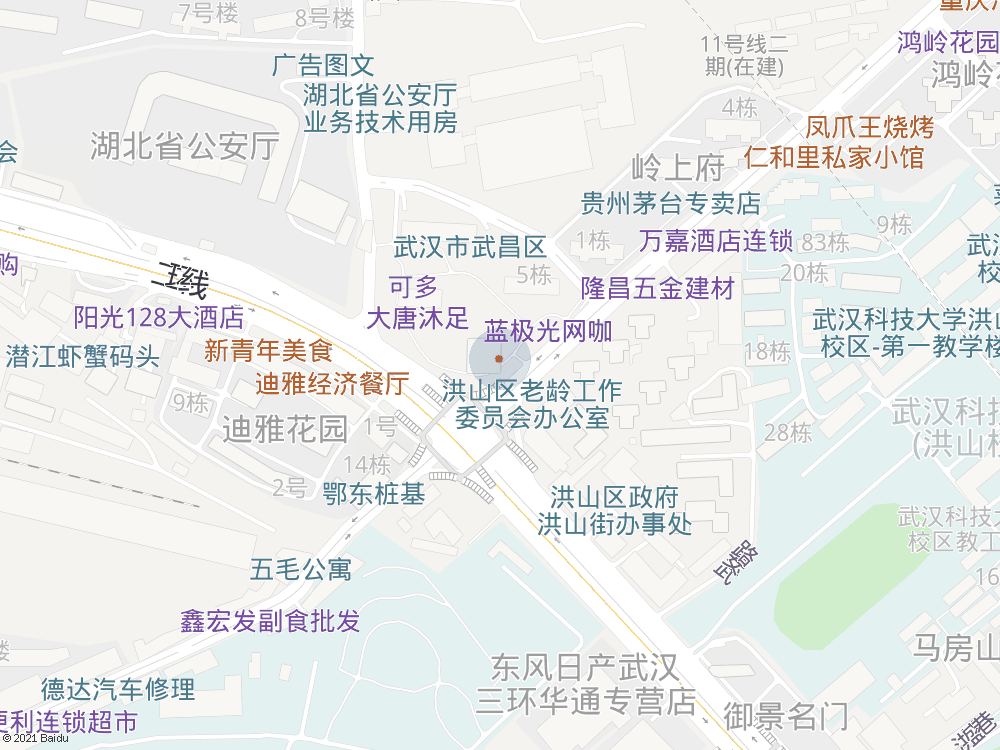 7号楼
8号楼
重庆
广告图文
11号线二
期(在建)
鸿岭花园
鸿岭花
湖北省公安厅
业务技术用房
4栋
凤爪王烧烤
湖北省公安厅
会
岭上府
仁和里私家小馆
贵州茅台专卖店
9栋
武汉市武昌区
1栋
万嘉酒店连锁
83栋
武汉
校区
购
5栋
20栋
二环线
可多
隆昌五金建材
阳光128大酒店
大唐沐足
蓝极光网咖
武汉科技大学洪山
校区-第一教学楼
新青年美食
18栋
潜江虾蟹码头
迪雅经济餐厅
洪山区老龄工作
委员会办公室
9栋
迪雅花园
1号
武汉科技
(洪山校
28栋
14栋
2号
鄂东桩基
洪山区政府
洪山街办事处
武汉科技
校区教工
武
路
五毛公寓
16
鑫宏发副食批发
马房山
东风日产武汉
三环华通专营店
德达汽车修理
便利连锁超市
御景名门
© 2021 Baidu